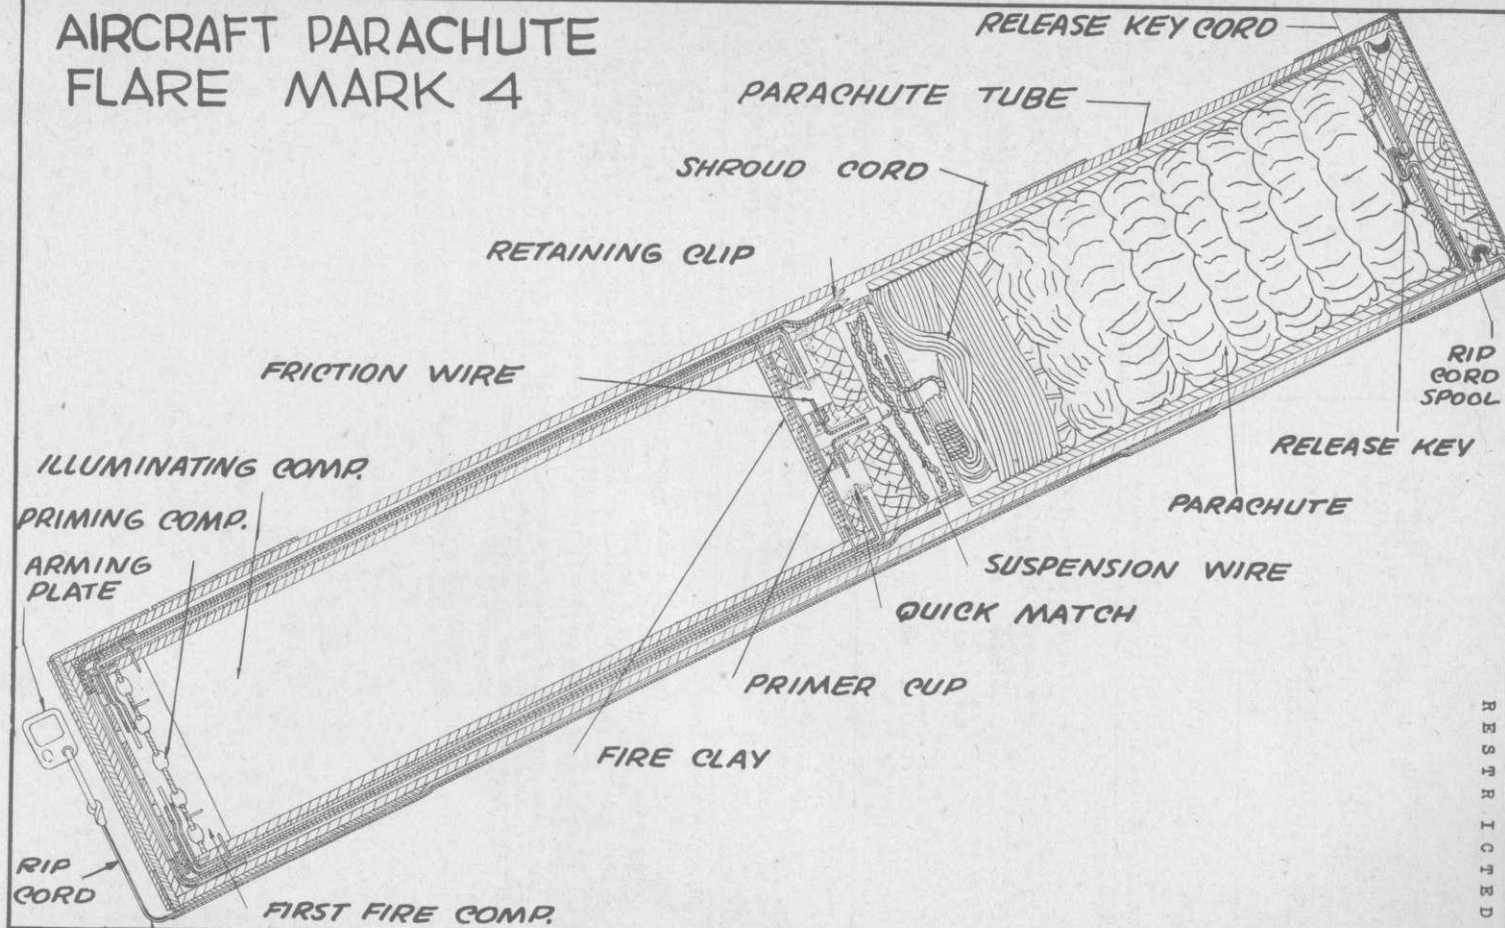 AIRCRAFT PARACHUTE
FLARE MARK 4
RELEASE KEY CORD
PARACHUTE TUBE
SHROUD CORD
RETAINING CLIP
FRICTION WIRE
ILLUMINATING COMP.
PRIMING COMP.
ARMING
PLATE
RIP
CORD
SPOOL
RELEASE KEY
PARACHUTE
SUSPENSION WIRE
QUICK MATCH
PRIMER CUP
FIRE CLAY
RIP
CORD
FIRST FIRE COMP.
RESTRICTED